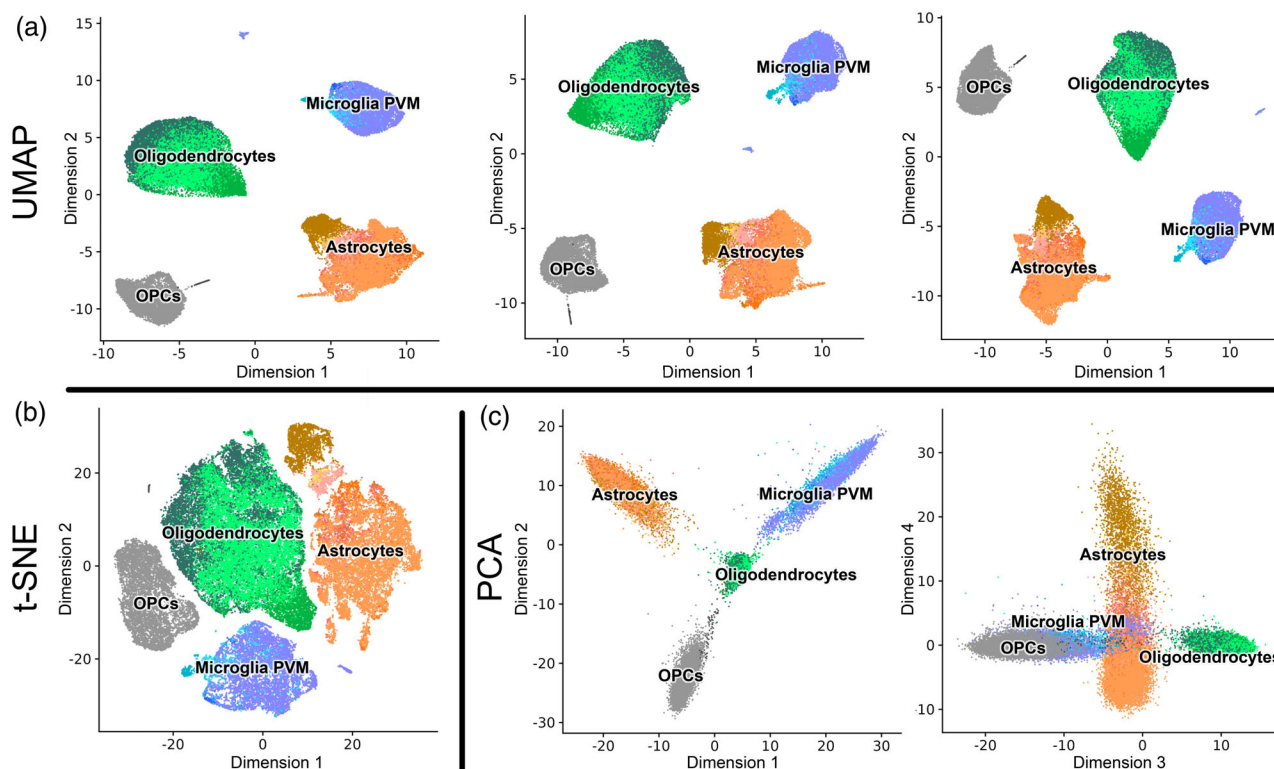 (a)
UMAP
Dimension 2
15
10
5
0
-5
-10
-10
-5
0
5
10
Dimension 1
Microglia PVM
Oligodendrocytes
Astrocytes
OPCs
Dimension 2
5
0
-5
-10
-10
-5
0
5
10
Dimension 1
Oligodendrocytes
Microglia PVM
OPCs
Astrocytes
Dimension 2
10
5
0
-5
-10
-10
-5
0
5
10
Dimension 1
OPCs
Oligodendrocytes
Microglia PVM
Astrocytes
(b)
t-SNE
Dimension 2
20
0
-20
-20
0
20
Dimension 1
Oligodendrocytes
Astrocytes
OPCs
Microglia PVM
(c)
PCA
Dimension 2
20
10
0
-10
-20
-30
-20
-10
0
10
20
30
Dimension 1
Astrocytes
Microglia PVM
Oligodendrocytes
OPCs
Dimension 4
30
20
10
0
-10
-20
-10
0
10
Dimension 3
Astrocytes
Microglia PVM
OPCs
Oligodendrocytes